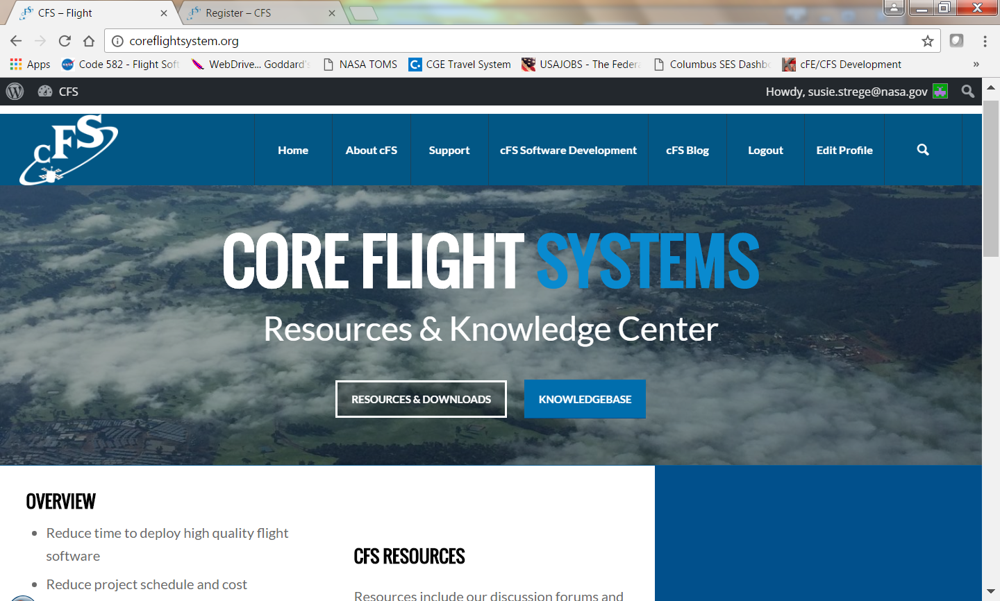 CFS – Flight
Register – CFS
coreflightsystem.org
Apps
Code 582 - Flight Soft
WebDrive... Goddard's
NASA TOMS
CGE Travel System
USAJOBS - The Federa
Columbus SES Dashbo
cFE/CFS Development
»
CFS
Howdy, susie.strege@nasa.gov
cFS
Home
About cFS
Support
cFS Software Development
cFS Blog
Logout
Edit Profile
CORE FLIGHT SYSTEMS
Resources & Knowledge Center
RESOURCES & DOWNLOADS
KNOWLEDGEBASE
OVERVIEW
• Reduce time to deploy high quality flight
software
• Reduce project schedule and cost
CFS RESOURCES
Resources include our discussion forums and